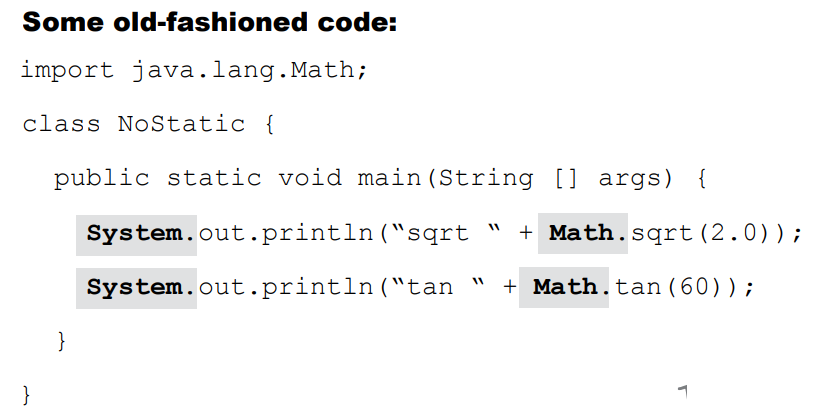 Some old-fashioned code:
import java.lang.Math;
class NoStatic {
public static void main(String [] args) {
System.out.println(“sqrt “ + Math.sqrt(2.0));
System.out.println(“tan “ + Math.tan(60));
}
}